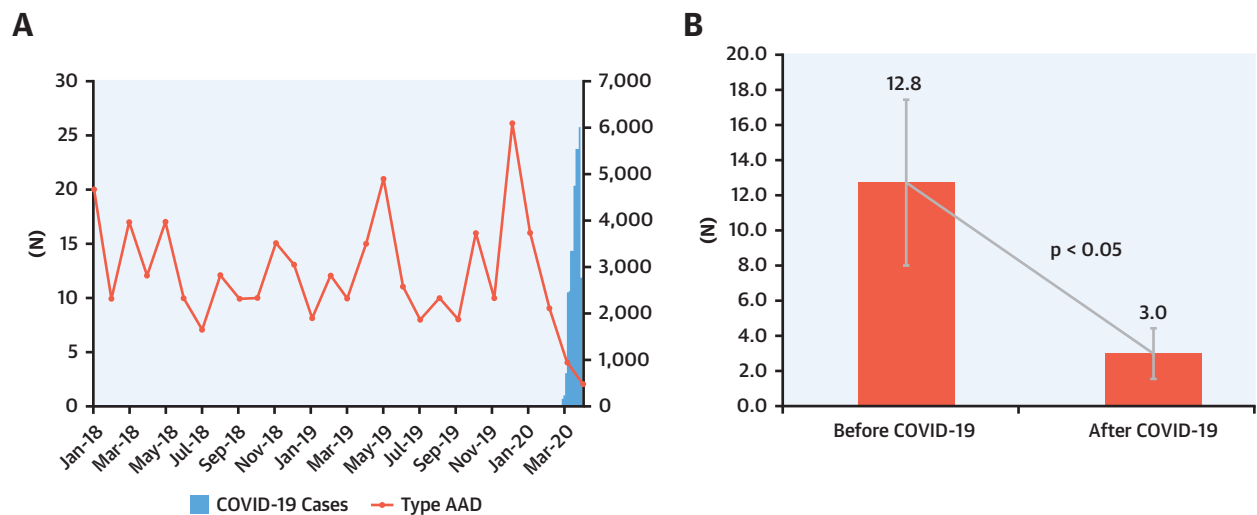 A
30
25
20
15
10
5
0
(N)
7,000
6,000
5,000
4,000
3,000
2,000
1,000
0
Jan-18
Mar-18
May-18
Jul-18
Sep-18
Nov-18
Jan-19
Mar-19
May-19
Jul-19
Sep-19
Nov-19
Jan-20
Mar-20
COVID-19 Cases
Type AAD
B
20.0
18.0
16.0
14.0
12.0
10.0
8.0
6.0
4.0
2.0
0.0
(N)
12.8
p < 0.05
3.0
Before COVID-19
After COVID-19